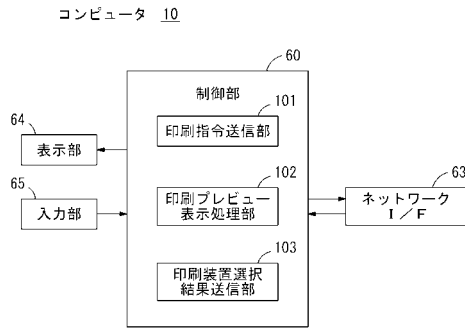 コンピュータ 10
60
制御部
101
印刷指令送信部
64
表示部
102
印刷プレビュー
表示処理部
65
入力部
63
ネットワーク
I/F
103
印刷装置選択
結果送信部